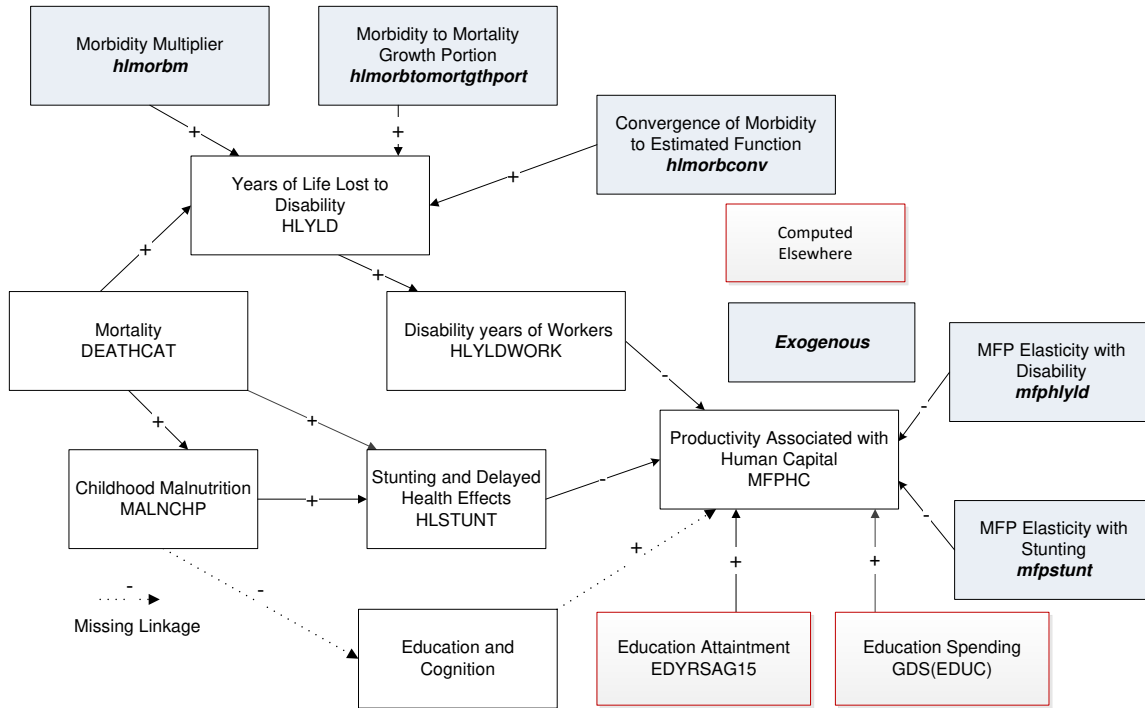 Morbidity Multiplier
hlmorbm
Morbidity to Mortality
Growth Portion
hlmorbtomortgthport
Convergence of Morbidity
to Estimated Function
hlmorbconv
+
+
+
Years of Life Lost to
Disability
HLYLD
Computed
Elsewhere
+
+
Mortality
DEATHCAT
Disability years of Workers
HLYLDWORK
Exogenous
MFP Elasticity with
Disability
mfphlyld
-
-
+
+
Productivity Associated with
Human Capital
MFPHC
Childhood Malnutrition
MALNCHP
+
Stunting and Delayed
Health Effects
HLSTUNT
-
-
MFP Elasticity with
Stunting
mfpstunt
-
Missing Linkage
-
+
+
+
Education and
Cognition
Education Attaintment
EDYRSAG15
Education Spending
GDS(EDUC)